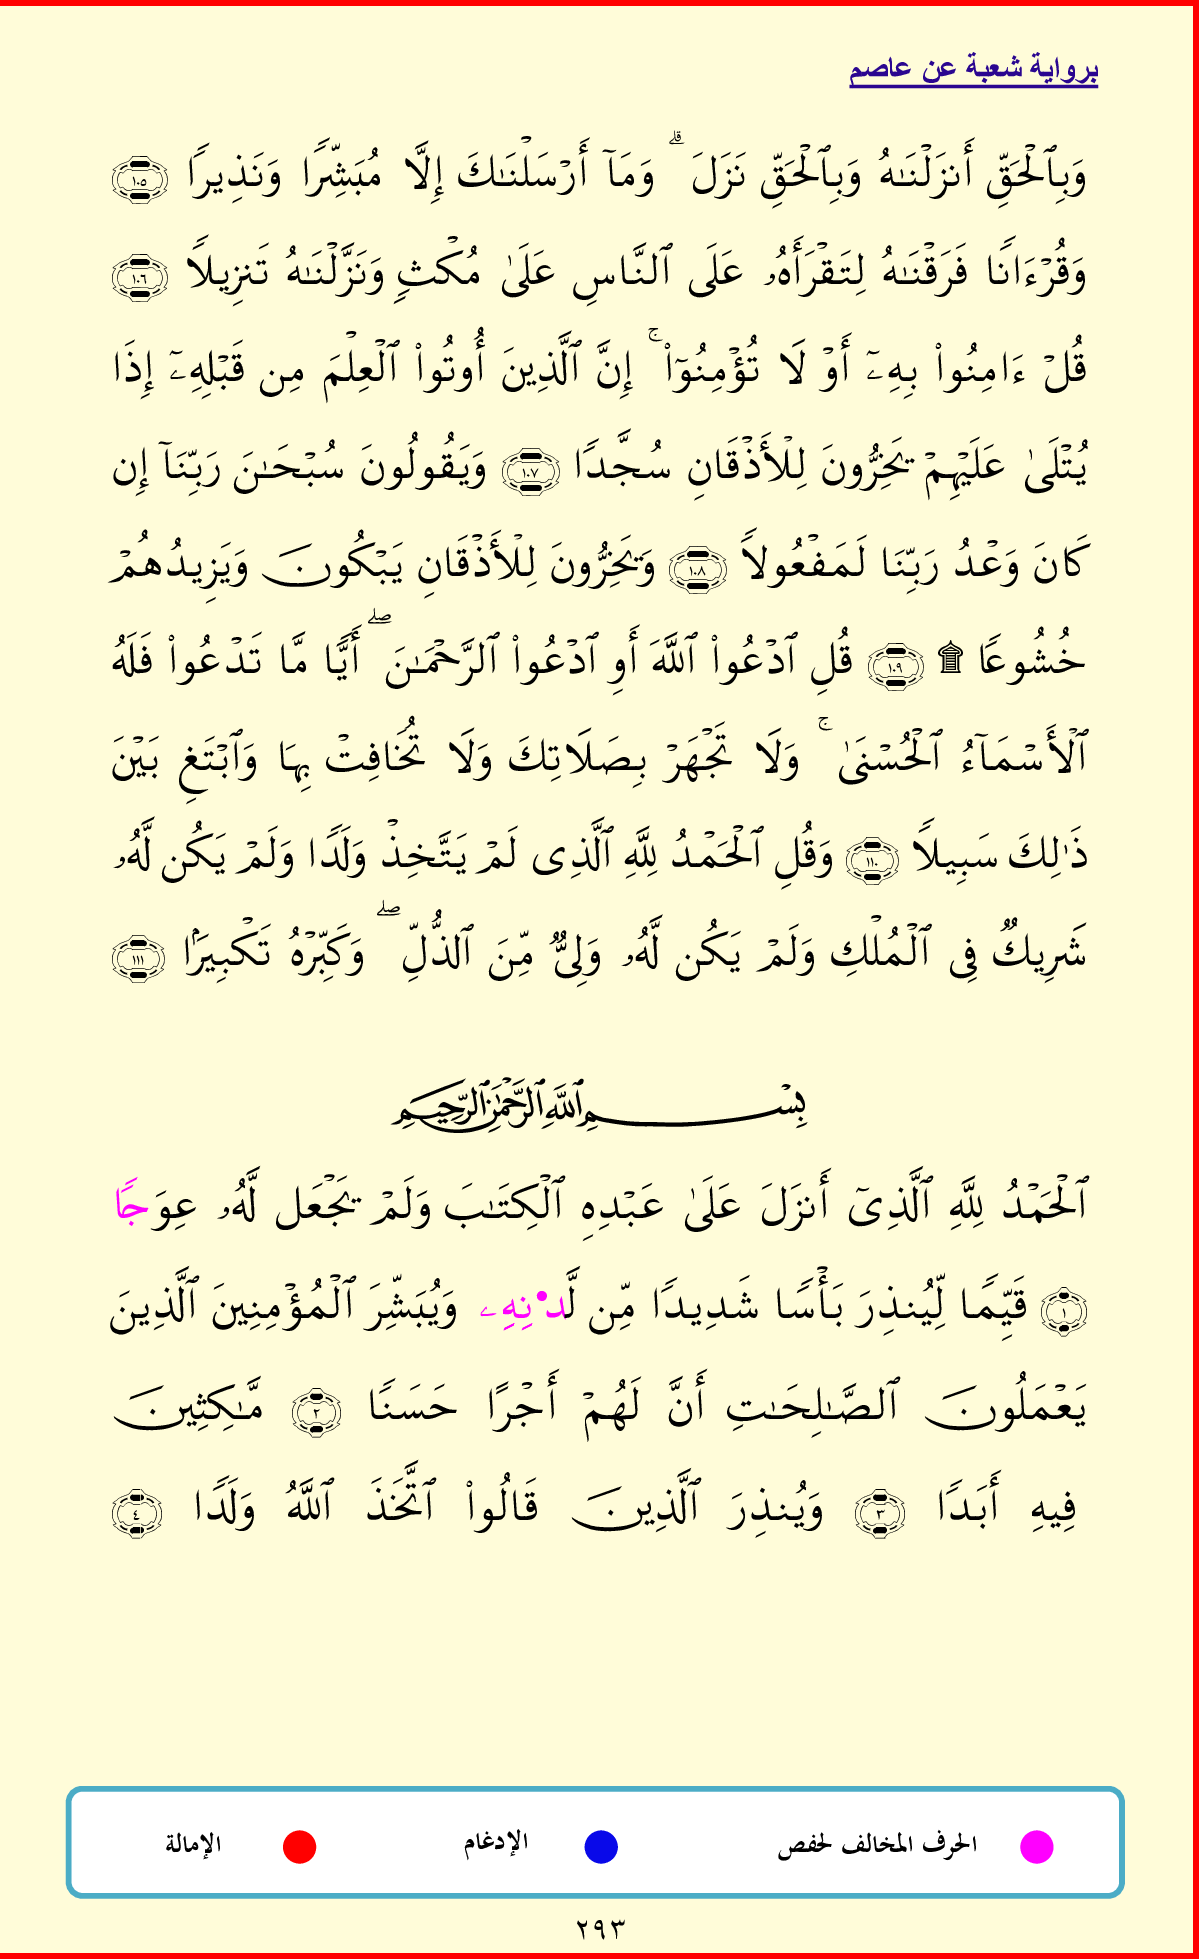 برواية شعبة عن عاصم
وَبِٱلْحَقِّ أَنزَلْنَـٰهُ وَبِٱلْحَقِّ نَزَلَ ۗ وَمَآ أَرْسَلْنَـٰكَ إِلَّا مُبَشِّرًا وَنَذِيرًا ١٠٥
وَقُرْءَانًا فَرَقْنَـٰهُ لِتَقْرَأَهُۥ عَلَى ٱلنَّاسِ عَلَىٰ مُكْثٍ وَنَزَّلْنَـٰهُ تَنزِيلًا ١٠٦
قُلْ ءَامِنُوا۟ بِهِۦٓ أَوْ لَا تُؤْمِنُوٓا۟ ۚ إِنَّ ٱلَّذِينَ أُوتُوا۟ ٱلْعِلْمَ مِن قَبْلِهِۦٓ إِذَا
يُتْلَىٰ عَلَيْهِمْ يَخِرُّونَ لِلْأَذْقَانِ سُجَّدًا ١٠٧ وَيَقُولُونَ سُبْحَـٰنَ رَبِّنَآ إِن
كَانَ وَعْدُ رَبِّنَا لَمَفْعُولًا ١٠٨ وَيَخِرُّونَ لِلْأَذْقَانِ يَبْكُونَ وَيَزِيدُهُمْ
خُشُوعًا ۩ ١٠٩ قُلِ ٱدْعُوا۟ ٱللَّهَ أَوِ ٱدْعُوا۟ ٱلرَّحْمَـٰنَ ۖ أَيًّا مَّا تَدْعُوا۟ فَلَهُ
ٱلْأَسْمَآءُ ٱلْحُسْنَىٰ ۚ وَلَا تَجْهَرْ بِصَلَاتِكَ وَلَا تُخَافِتْ بِهَا وَٱبْتَغِ بَيْنَ
ذَٰلِكَ سَبِيلًا ١١٠ وَقُلِ ٱلْحَمْدُ لِلَّهِ ٱلَّذِى لَمْ يَتَّخِذْ وَلَدًا وَلَمْ يَكُن لَّهُۥ
شَرِيكٌ فِى ٱلْمُلْكِ وَلَمْ يَكُن لَّهُۥ وَلِىٌّ مِّنَ ٱلذُّلِّ ۖ وَكَبِّرْهُ تَكْبِيرًۢا ١١١
بِسْمِ ٱللَّهِ ٱلرَّحْمَـٰنِ ٱلرَّحِيمِ
ٱلْحَمْدُ لِلَّهِ ٱلَّذِىٓ أَنزَلَ عَلَىٰ عَبْدِهِ ٱلْكِتَـٰبَ وَلَمْ يَجْعَل لَّهُۥ عِوَجًا
١ قَيِّمًا لِّيُنذِرَ بَأْسًا شَدِيدًا مِّن لَّد۬نِهِۦ وَيُبَشِّرَ ٱلْمُؤْمِنِينَ ٱلَّذِينَ
يَعْمَلُونَ ٱلصَّـٰلِحَـٰتِ أَنَّ لَهُمْ أَجْرًا حَسَنًا ٢ مَّـٰكِثِينَ
فِيهِ أَبَدًا ٣ وَيُنذِرَ ٱلَّذِينَ قَالُوا۟ ٱتَّخَذَ ٱللَّهُ وَلَدًا ٤
الحرف المخالف لحفص الإدغام الإمالة
٢٩٣